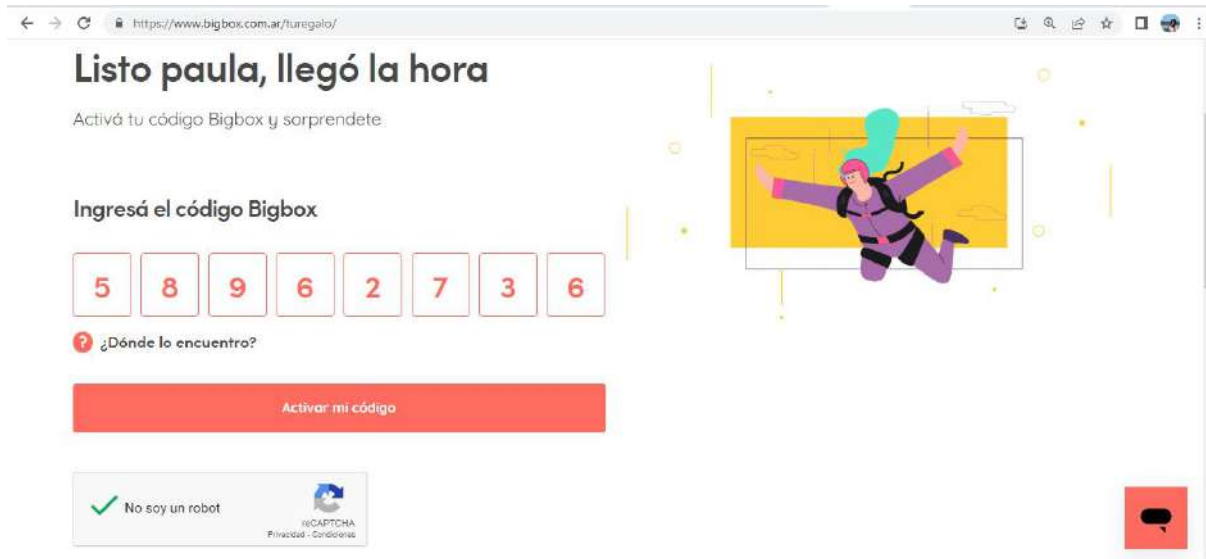 https://www.bigbox.com.ar/turegalo/
Listo paula, llegó la hora
Activá tu código Bigbox y sorprendete
Ingresá el código Bigbox
5 8 9 6 2 7 3 6
? ¿Dónde lo encuentro?
Activar mi código
No soy un robot
reCAPTCHA
Privacidad - Condiciones